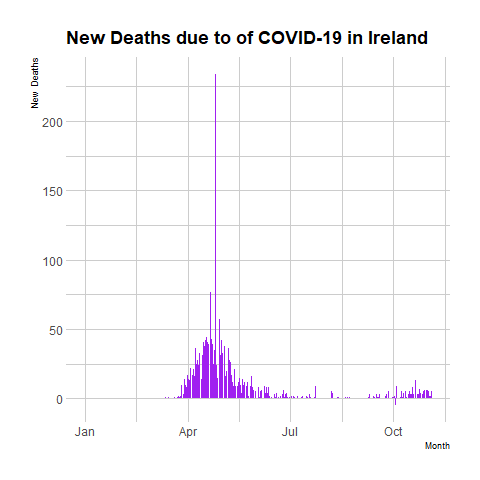 New Deaths due to of COVID-19 in Ireland
New Deaths
200
150
100
50
0
Jan Apr Jul Oct
Month